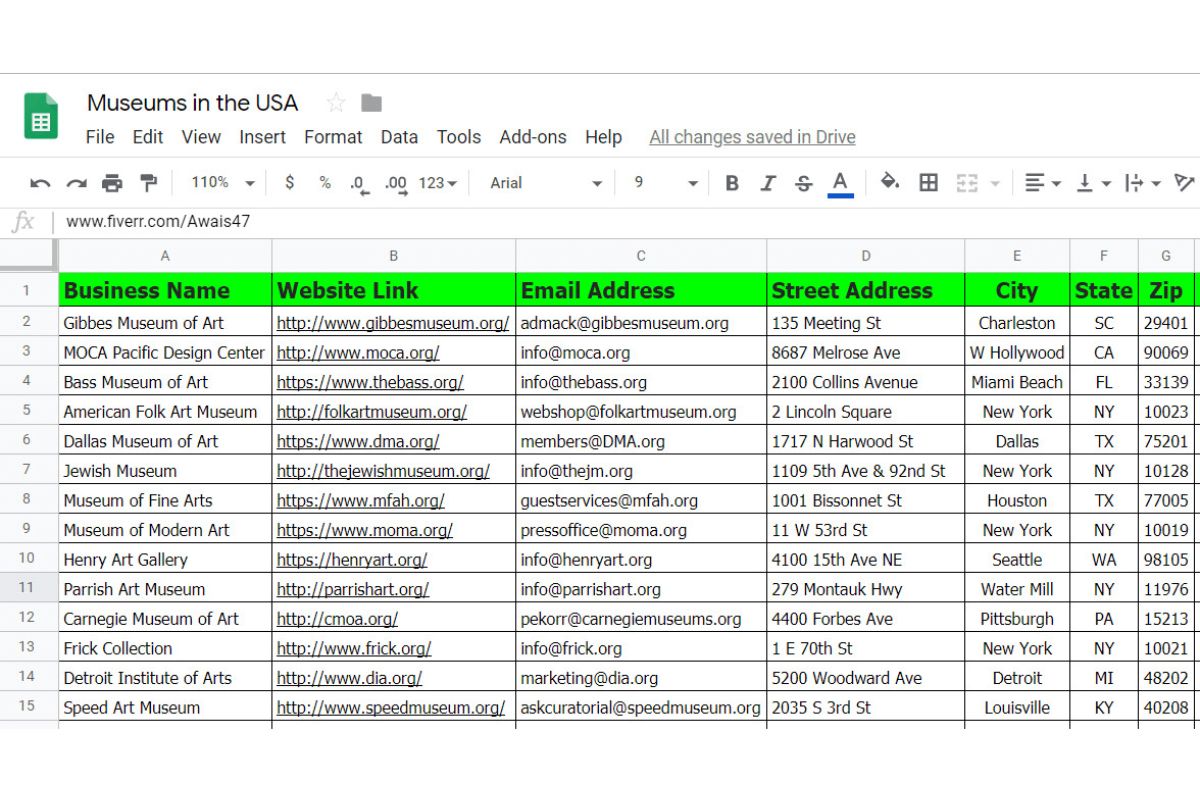 Museums in the USA
File Edit View Insert Format Data Tools Add-ons Help All changes saved in Drive
110% $ % .0 .00 123 Arial 9 B I S A
fx www.fiverr.com/Awais47
A B C D E F G
1 Business Name Website Link Email Address Street Address City State Zip
2 Gibbes Museum of Art http://www.gibbesmuseum.org/ admack@gibbesmuseum.org 135 Meeting St Charleston SC 29401
3 MOCA Pacific Design Center http://www.moca.org/ info@moca.org 8687 Melrose Ave W Hollywood CA 90069
4 Bass Museum of Art https://www.thebass.org/ info@thebass.org 2100 Collins Avenue Miami Beach FL 33139
5 American Folk Art Museum http://folkartmuseum.org/ webshop@folkartmuseum.org 2 Lincoln Square New York NY 10023
6 Dallas Museum of Art https://www.dma.org/ members@DMA.org 1717 N Harwood St Dallas TX 75201
7 Jewish Museum http://thejewishmuseum.org/ info@thejm.org 1109 5th Ave & 92nd St New York NY 10128
8 Museum of Fine Arts https://www.mfah.org/ guestservices@mfah.org 1001 Bissonnet St Houston TX 77005
9 Museum of Modern Art https://www.moma.org/ pressoffice@moma.org 11 W 53rd St New York NY 10019
10 Henry Art Gallery https://henryart.org/ info@henryart.org 4100 15th Ave NE Seattle WA 98105
11 Parrish Art Museum http://parrishart.org/ info@parrishart.org 279 Montauk Hwy Water Mill NY 11976
12 Carnegie Museum of Art http://cmoa.org/ pekorr@carnegiemuseums.org 4400 Forbes Ave Pittsburgh PA 15213
13 Frick Collection http://www.frick.org/ info@frick.org 1 E 70th St New York NY 10021
14 Detroit Institute of Arts http://www.dia.org/ marketing@dia.org 5200 Woodward Ave Detroit MI 48202
15 Speed Art Museum http://www.speedmuseum.org/ askcuratorial@speedmuseum.org 2035 S 3rd St Louisville KY 40208